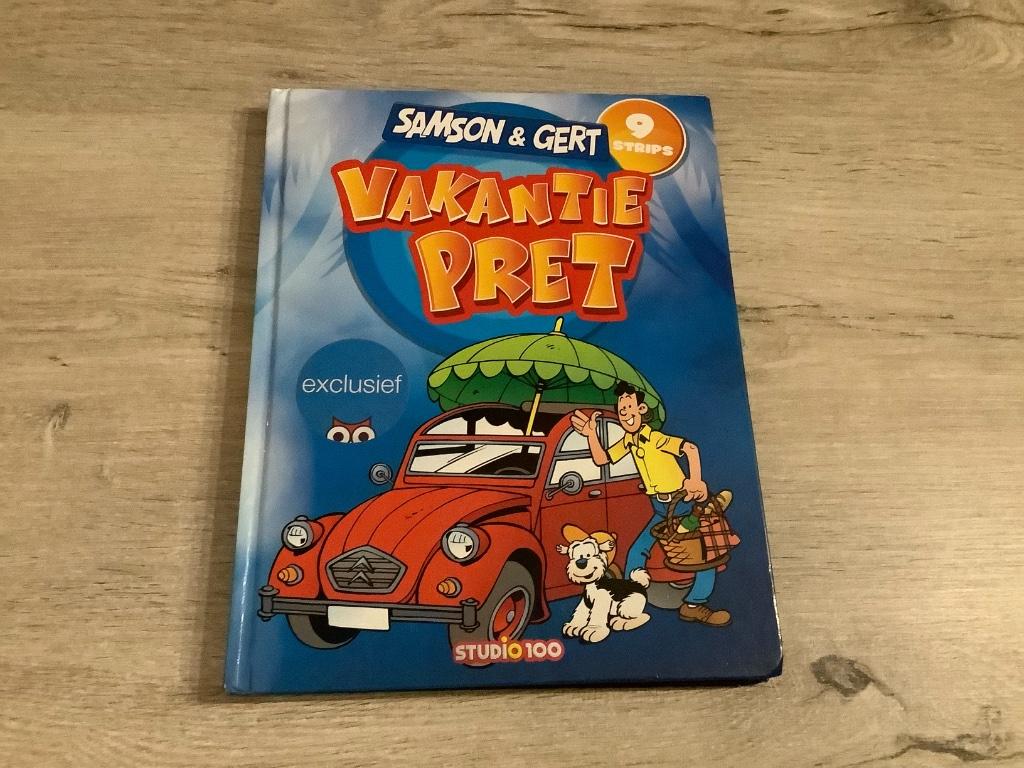 SAMSON & GERT
9
STRIPS
VAKANTIE
PRET
exclusief
STUDIO 100